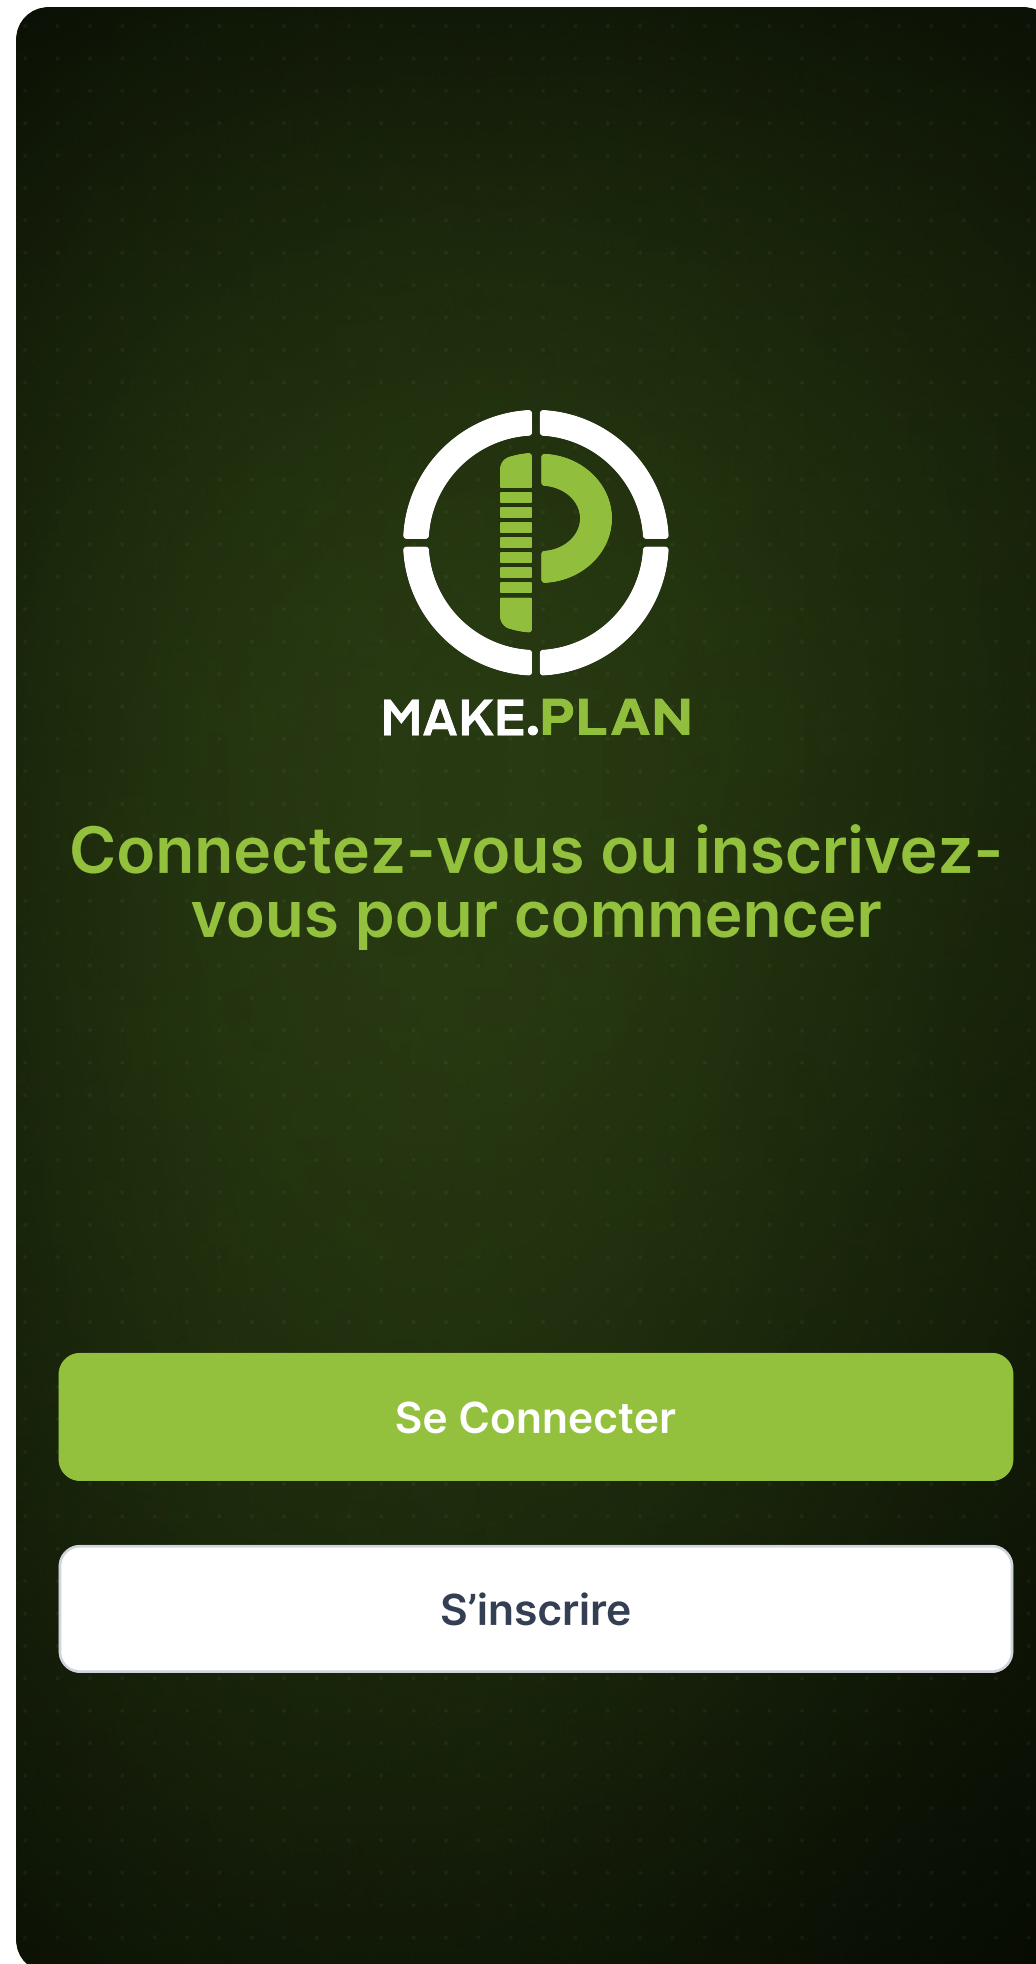 MAKE.PLAN
Connectez-vous ou inscrivez-
vous pour commencer
Se Connecter
S’inscrire